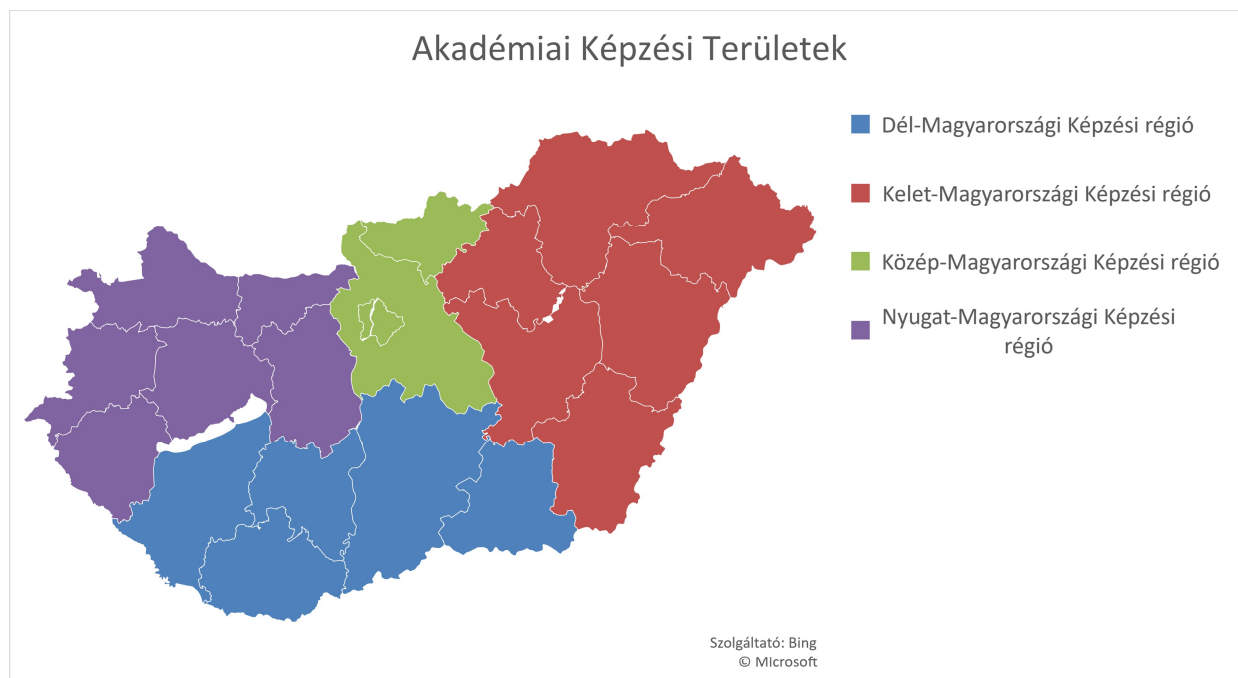 Akadémiai Képzési Területek
Dél-Magyarországi Képzési régió
Kelet-Magyarországi Képzési régió
Közép-Magyarországi Képzési régió
Nyugat-Magyarországi Képzési
régió
Szolgáltató: Bing
© Microsoft